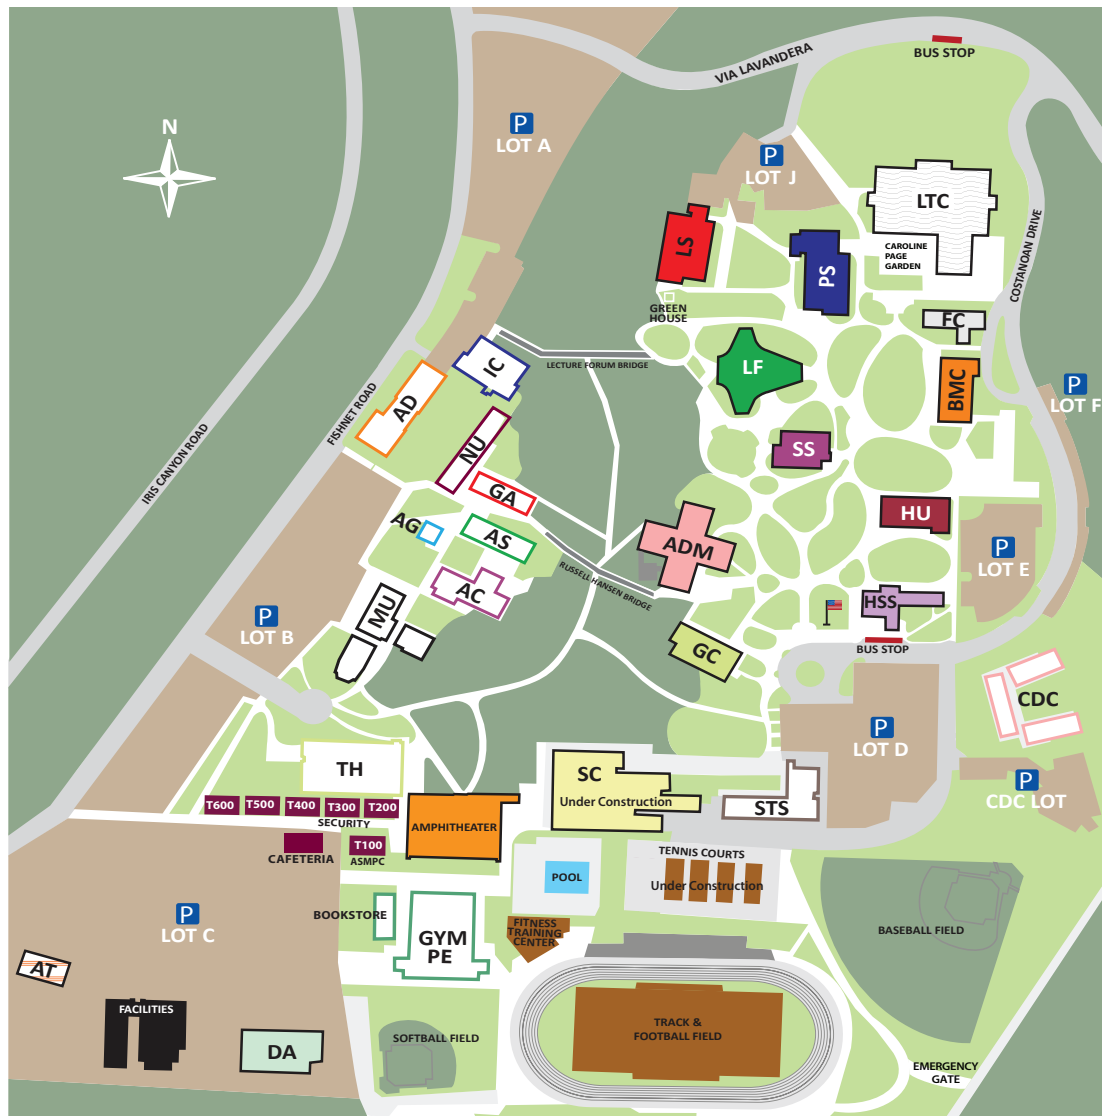 VIA LAVANDERA
BUS STOP
N
P
LOT A
P
LOT J
LTC
LS
PS
CAROLINE
PAGE
GARDEN
COSTANOAN DRIVE
GREEN
HOUSE
FC
LECTURE FORUM BRIDGE
IC
LF
BMC
P
LOT F
AD
FISHNET ROAD
IRIS CANYON ROAD
NU
SS
GA
HU
AG
AS
ADM
P
LOT E
RUSSELL HANSEN BRIDGE
AC
MU
HSS
P
LOT B
BUS STOP
GC
CDC
P
LOT D
TH
SC
Under Construction
STS
P
CDC LOT
T600
T500
T400
T300
T200
SECURITY
AMPHITHEATER
CAFETERIA
T100
ASMPC
TENNIS COURTS
Under Construction
POOL
P
LOT C
BOOKSTORE
GYM
PE
FITNESS
TRAINING
CENTER
BASEBALL FIELD
AT
FACILITIES
DA
SOFTBALL FIELD
TRACK &
FOOTBALL FIELD
EMERGENCY
GATE